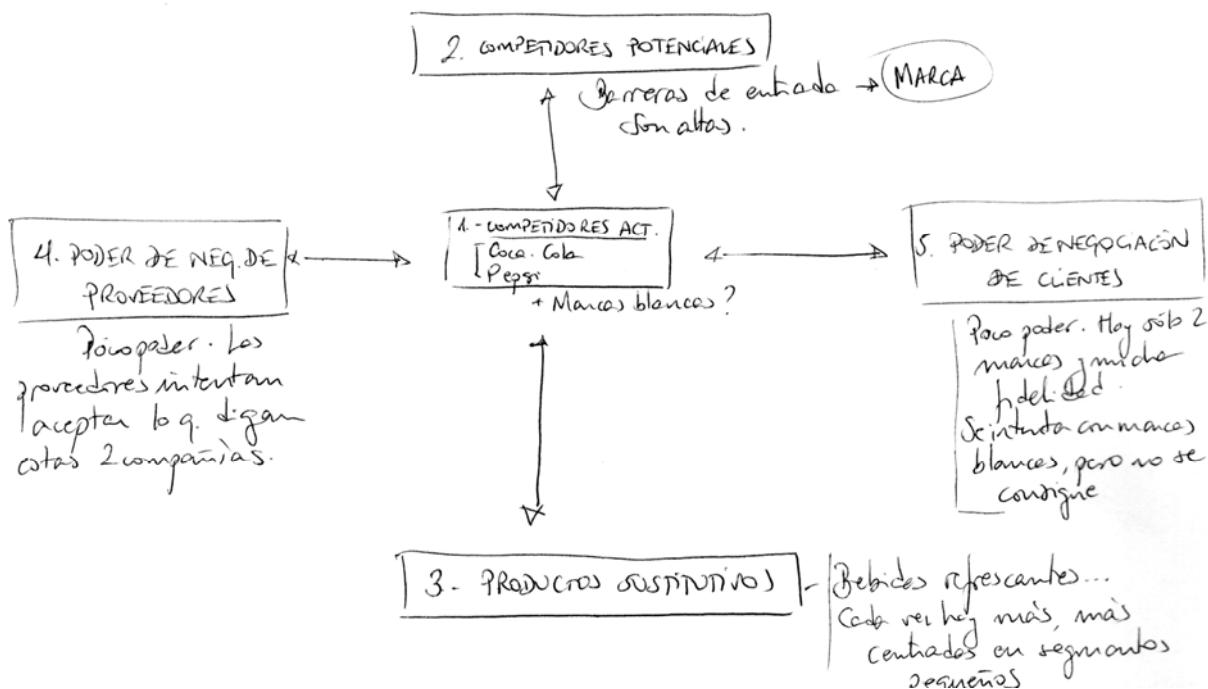 2. COMPETIDORES POTENCIALES
Barreras de entrada → MARCA
son altas.
1.- COMPETIDORES ACT.
Coca-Cola
Pepsi
+ Marcas blancas?
4. PODER DE NEG. DE
PROVEEDORES
Poco poder. Los
proveedores intentan
aceptar lo q. digan
estas 2 compañías.
5. PODER DE NEGOCIACIÓN
DE CLIENTES
Poco poder. Hay sólo 2
marcas y mucha
fidelidad.
Se intenta con marcas
blancas, pero no se
consigue
3.- PRODUCTOS SUSTITUTIVOS
Bebidas refrescantes...
Cada vez hay más, más
centradas en segmentos
pequeños